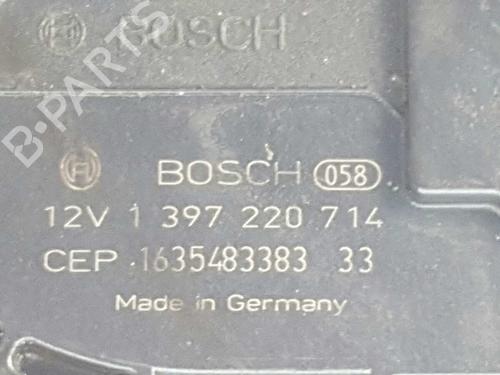 BOSCH
B-PARTS
BOSCH 058
12V 1 397 220 714
CEP 1635483383 33
Made in Germany